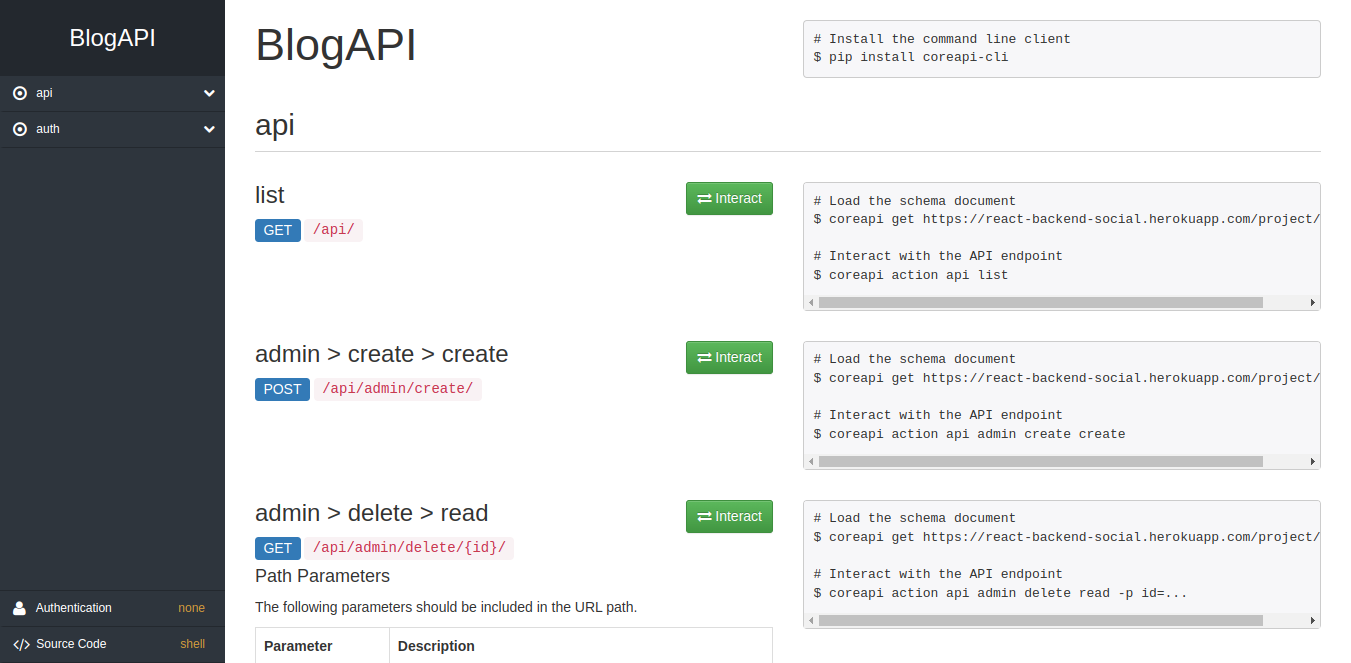 BlogAPI
api
auth
Authentication none
Source Code shell
BlogAPI
# Install the command line client
$ pip install coreapi-cli
api
list
Interact
GET /api/
# Load the schema document
$ coreapi get https://react-backend-social.herokuapp.com/project/
# Interact with the API endpoint
$ coreapi action api list
admin > create > create
Interact
POST /api/admin/create/
# Load the schema document
$ coreapi get https://react-backend-social.herokuapp.com/project/
# Interact with the API endpoint
$ coreapi action api admin create create
admin > delete > read
Interact
GET /api/admin/delete/{id}/
Path Parameters
The following parameters should be included in the URL path.
Parameter Description
# Load the schema document
$ coreapi get https://react-backend-social.herokuapp.com/project/
# Interact with the API endpoint
$ coreapi action api admin delete read -p id=...